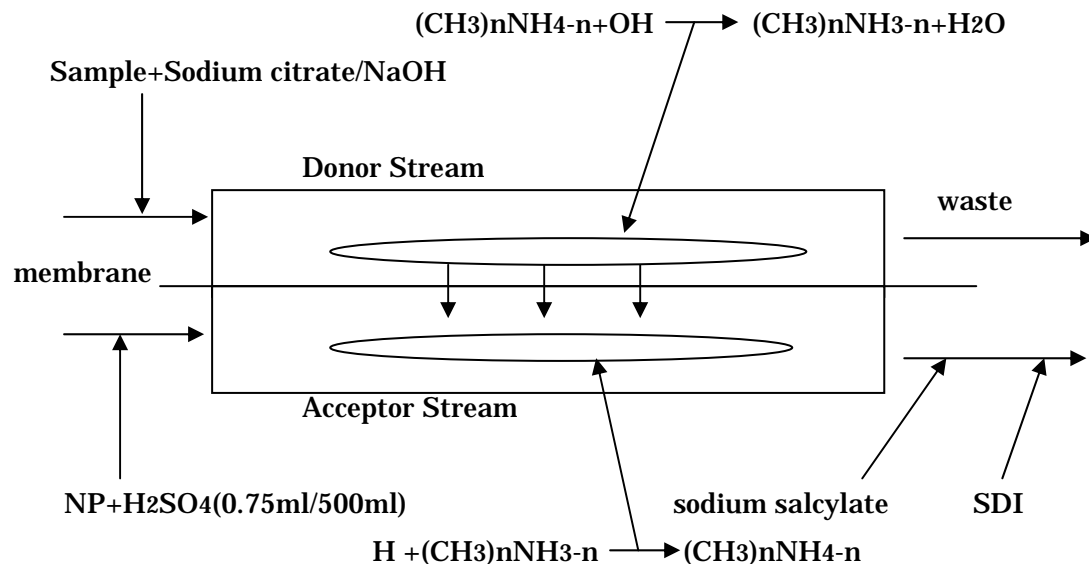 (CH3)nNH4-n+OH (CH3)nNH3-n+H2O
Sample+Sodium citrate/NaOH
Donor Stream
waste
membrane
Acceptor Stream
NP+H2SO4(0.75ml/500ml)
sodium salcylate
SDI
H +(CH3)nNH3-n (CH3)nNH4-n